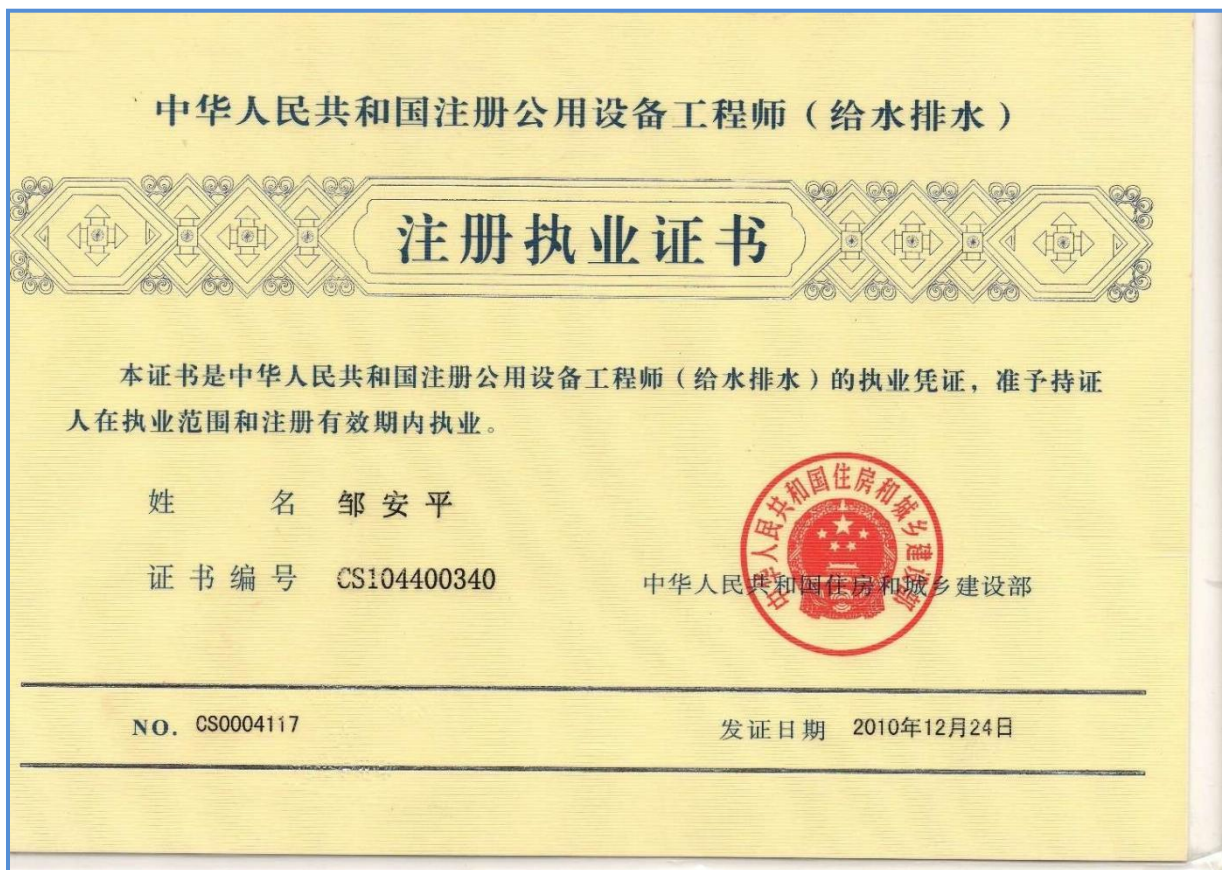 中华人民共和国注册公用设备工程师（给水排水）
注册执业证书
本证书是中华人民共和国注册公用设备工程师（给水排水）的执业凭证，准予持证
人在执业范围和注册有效期内执业。
姓 名 邹安平
证书编号 CS104400340
中华人民共和国住房和城乡建设部
中华人民共和国住房和城乡建设部
NO. CS0004117
发证日期 2010年12月24日